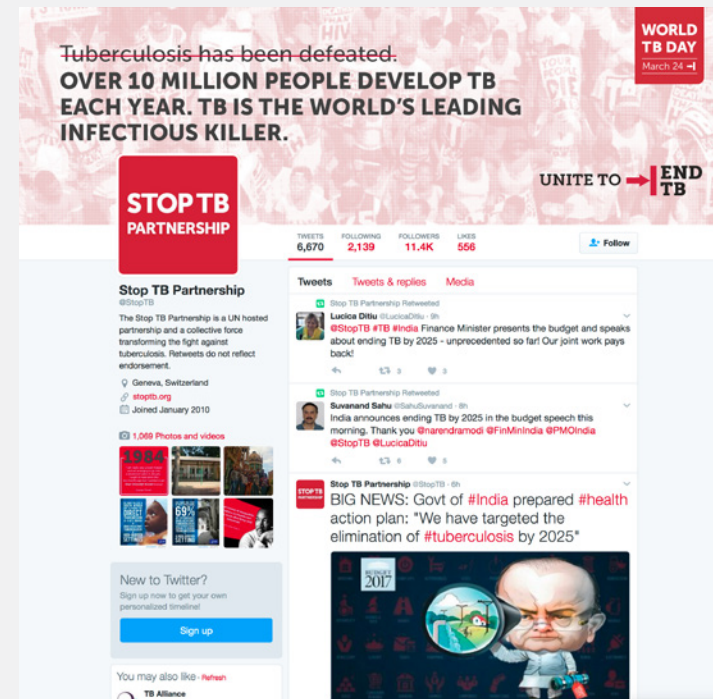 Tuberculosis has been defeated.
OVER 10 MILLION PEOPLE DEVELOP TB
EACH YEAR. TB IS THE WORLD'S LEADING
INFECTIOUS KILLER.
WORLD
TB DAY
March 24
UNITE TO END
TB
STOP TB
PARTNERSHIP
TWEETS FOLLOWING FOLLOWERS LIKES
6,670 2,139 11.4K 556
Follow
Stop TB Partnership
@StopTB
The Stop TB Partnership is a UN hosted
partnership and a collective force
transforming the fight against
tuberculosis. Retweets do not reflect
endorsement.
Geneva, Switzerland
stoptb.org
Joined January 2010
1,069 Photos and videos
1984
69%
New to Twitter?
Sign up now to get your own
personalized timeline!
Sign up
You may also like · Refresh
TB Alliance
Tweets Tweets & replies Media
Stop TB Partnership Retweeted
Lucica Ditiu @LucicaDitiu · 9h
@StopTB #TB #India Finance Minister presents the budget and speaks
about ending TB by 2025 - unprecedented so far! Our joint work pays
back!
3 3
Stop TB Partnership Retweeted
Suvanand Sahu @SahuSuvanand · 8h
India announces ending TB by 2025 in the budget speech this
morning. Thank you @narendramodi @FinMinIndia @PMOIndia
@StopTB @LucicaDitiu
6 5
STOP TB
PARTNERSHIP
Stop TB Partnership @StopTB · 6h
BIG NEWS: Govt of #India prepared #health
action plan: "We have targeted the
elimination of #tuberculosis by 2025"
BUDGET
2017